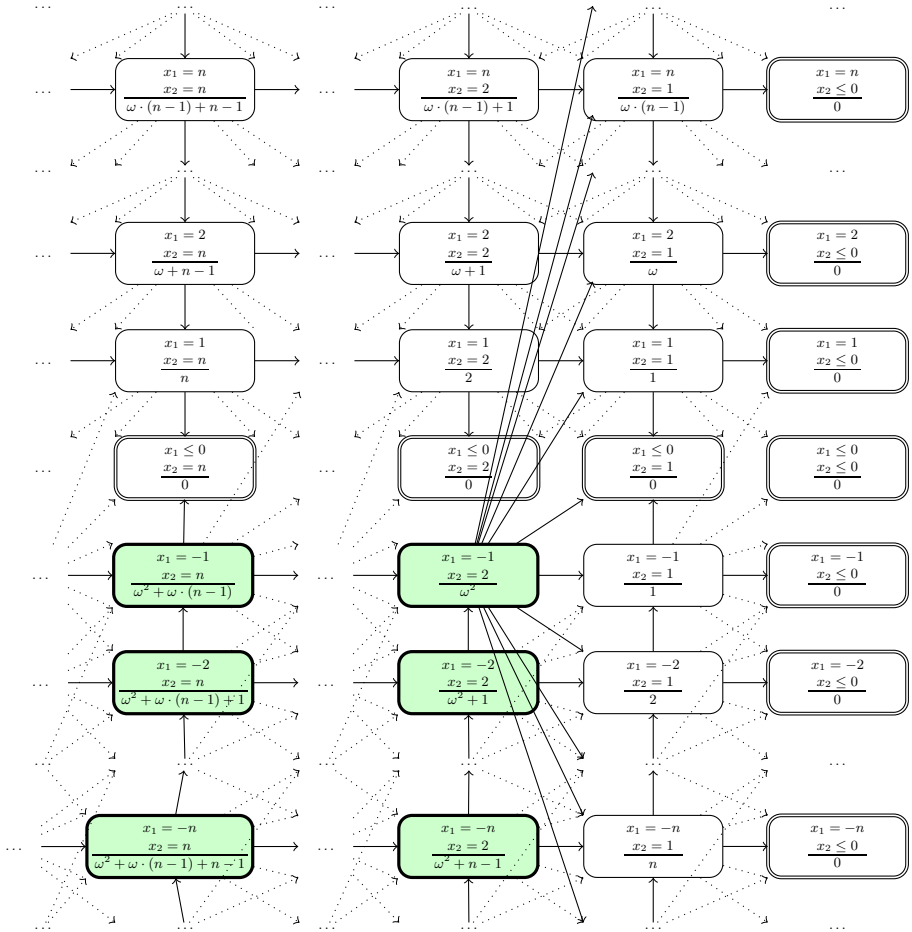 ... ... ... ... ... ...
...
x₁ = n
x₂ = n
ω · (n−1) + n−1
...
x₁ = n
x₂ = 2
ω · (n−1) + 1
x₁ = n
x₂ = 1
ω · (n−1)
x₁ = n
x₂ ≤ 0
0
... ... ... ... ... ...
...
x₁ = 2
x₂ = n
ω + n − 1
...
x₁ = 2
x₂ = 2
ω + 1
x₁ = 2
x₂ = 1
ω
x₁ = 2
x₂ ≤ 0
0
...
x₁ = 1
x₂ = n
n
...
x₁ = 1
x₂ = 2
2
x₁ = 1
x₂ = 1
1
x₁ = 1
x₂ ≤ 0
0
...
x₁ ≤ 0
x₂ = n
0
...
x₁ ≤ 0
x₂ = 2
0
x₁ ≤ 0
x₂ = 1
0
x₁ ≤ 0
x₂ ≤ 0
0
...
x₁ = −1
x₂ = n
ω² + ω · (n−1)
...
x₁ = −1
x₂ = 2
ω²
x₁ = −1
x₂ = 1
1
x₁ = −1
x₂ ≤ 0
0
...
x₁ = −2
x₂ = n
ω² + ω · (n−1) + 1
...
x₁ = −2
x₂ = 2
ω² + 1
x₁ = −2
x₂ = 1
2
x₁ = −2
x₂ ≤ 0
0
... ... ... ... ... ...
...
x₁ = −n
x₂ = n
ω² + ω · (n−1) + n−1
...
x₁ = −n
x₂ = 2
ω² + n − 1
x₁ = −n
x₂ = 1
n
x₁ = −n
x₂ ≤ 0
0
... ... ... ... ... ...